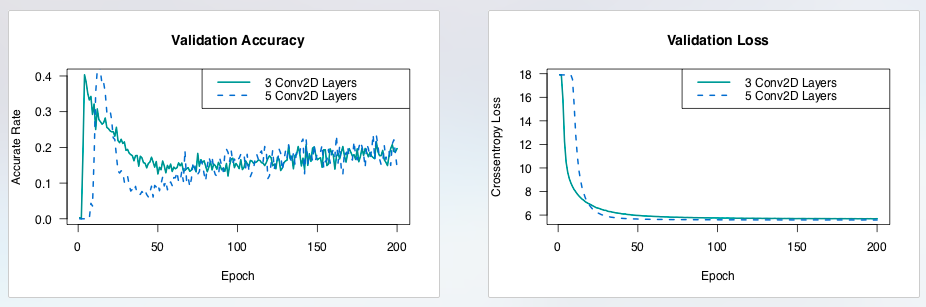 Validation Accuracy
3 Conv2D Layers
5 Conv2D Layers
Accurate Rate
0.4
0.3
0.2
0.1
0.0
0 50 100 150 200
Epoch
Validation Loss
3 Conv2D Layers
5 Conv2D Layers
Crossentropy Loss
18
16
14
12
10
8
6
0 50 100 150 200
Epoch